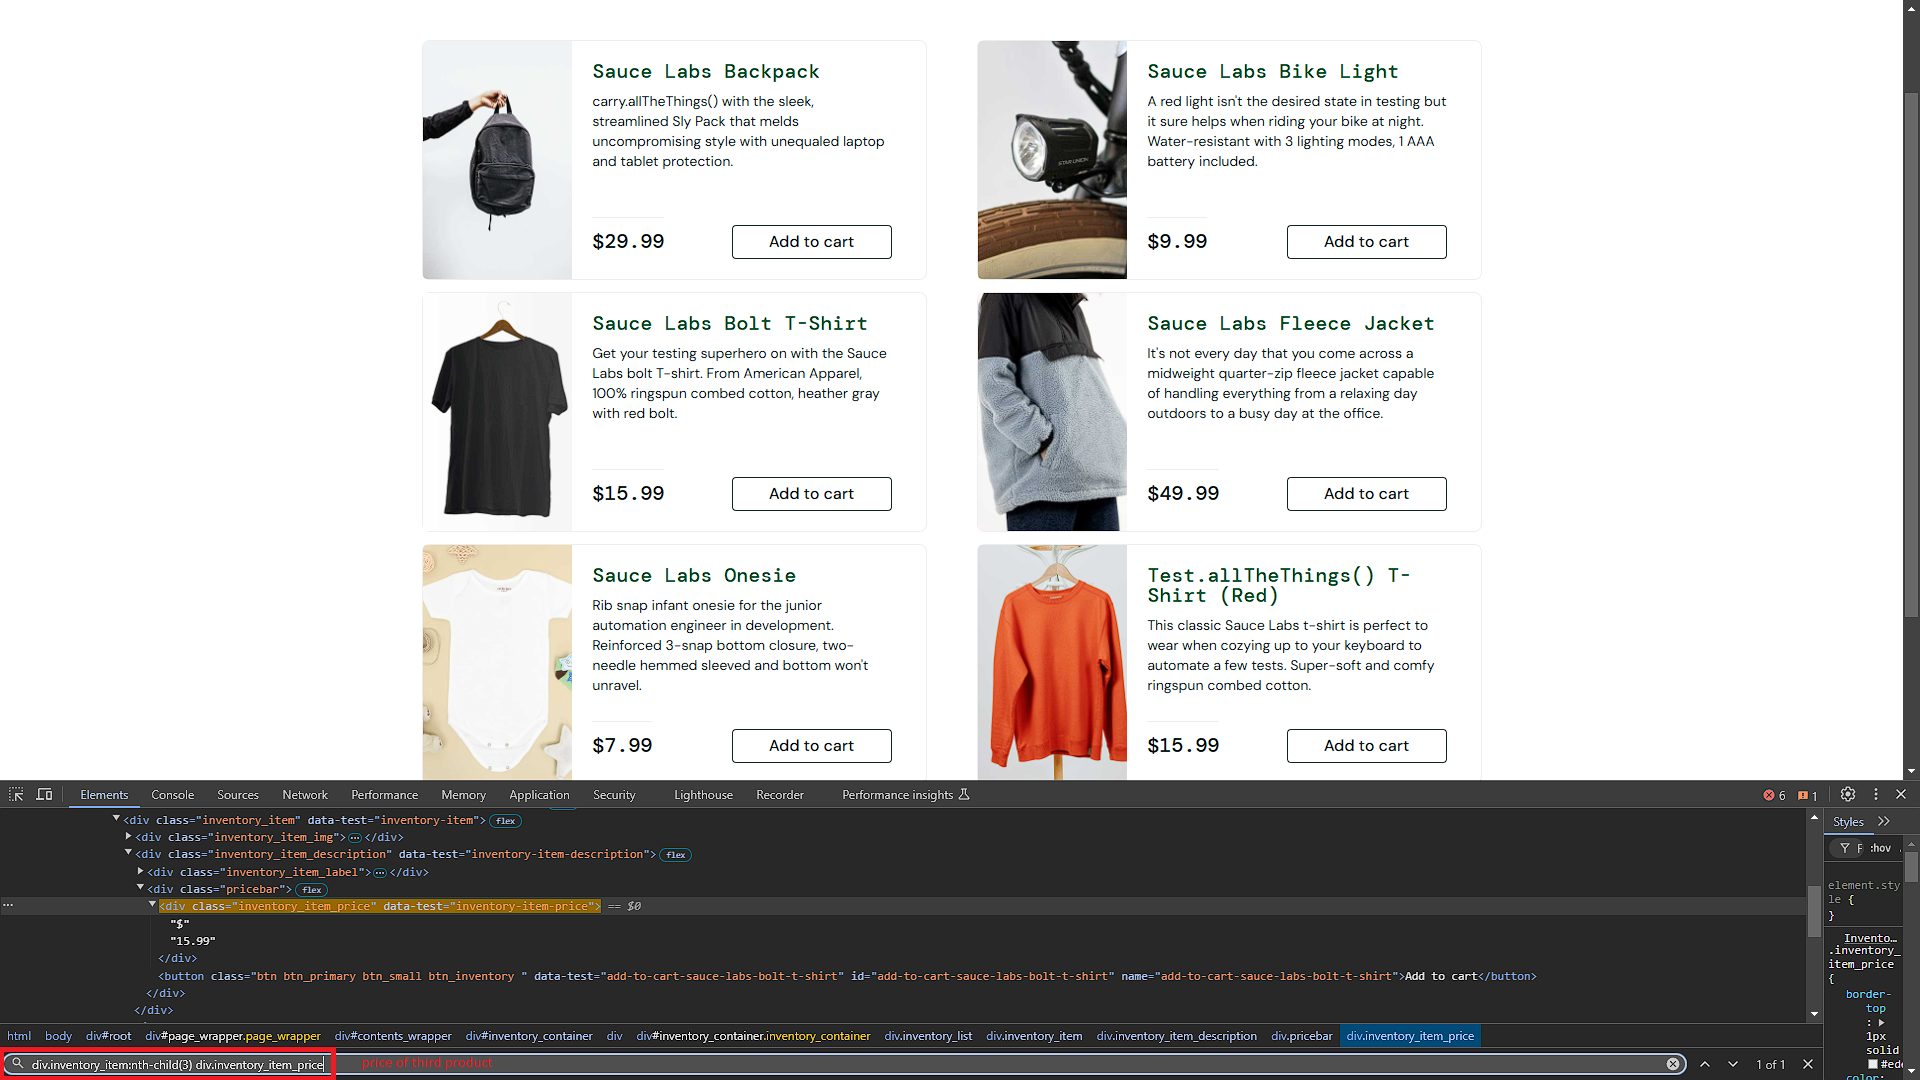 Sauce Labs Backpack
carry.allTheThings() with the sleek,
streamlined Sly Pack that melds
uncompromising style with unequaled laptop
and tablet protection.
$29.99
Add to cart
Sauce Labs Bike Light
A red light isn't the desired state in testing but
it sure helps when riding your bike at night.
Water-resistant with 3 lighting modes, 1 AAA
battery included.
STAR UNION
$9.99
Add to cart
Sauce Labs Bolt T-Shirt
Get your testing superhero on with the Sauce
Labs bolt T-shirt. From American Apparel,
100% ringspun combed cotton, heather gray
with red bolt.
$15.99
Add to cart
Sauce Labs Fleece Jacket
It's not every day that you come across a
midweight quarter-zip fleece jacket capable
of handling everything from a relaxing day
outdoors to a busy day at the office.
$49.99
Add to cart
Sauce Labs Onesie
Rib snap infant onesie for the junior
automation engineer in development.
Reinforced 3-snap bottom closure, two-
needle hemmed sleeved and bottom won't
unravel.
$7.99
Add to cart
Test.allTheThings() T-
Shirt (Red)
This classic Sauce Labs t-shirt is perfect to
wear when cozying up to your keyboard to
automate a few tests. Super-soft and comfy
ringspun combed cotton.
$15.99
Add to cart
Elements Console Sources Network Performance Memory Application Security Lighthouse Recorder Performance insights 6 1
<div class="inventory_item" data-test="inventory-item"> flex
<div class="inventory_item_img"> … </div>
<div class="inventory_item_description" data-test="inventory-item-description"> flex
<div class="inventory_item_label"> … </div>
<div class="pricebar"> flex
… <div class="inventory_item_price" data-test="inventory-item-price"> == $0
"$"
"15.99"
</div>
<button class="btn btn_primary btn_small btn_inventory " data-test="add-to-cart-sauce-labs-bolt-t-shirt" id="add-to-cart-sauce-labs-bolt-t-shirt" name="add-to-cart-sauce-labs-bolt-t-shirt">Add to cart</button>
</div>
</div>
Styles
F :hov .
element.sty
le {
}
Invento…
.inventory_
item_price
{
border-
top
:
1px
solid
#ede
color:
html body div#root div#page_wrapper.page_wrapper div#contents_wrapper div#inventory_container div div#inventory_container.inventory_container div.inventory_list div.inventory_item div.inventory_item_description div.pricebar div.inventory_item_price
div.inventory_item:nth-child(3) div.inventory_item_price price of third product 1 of 1